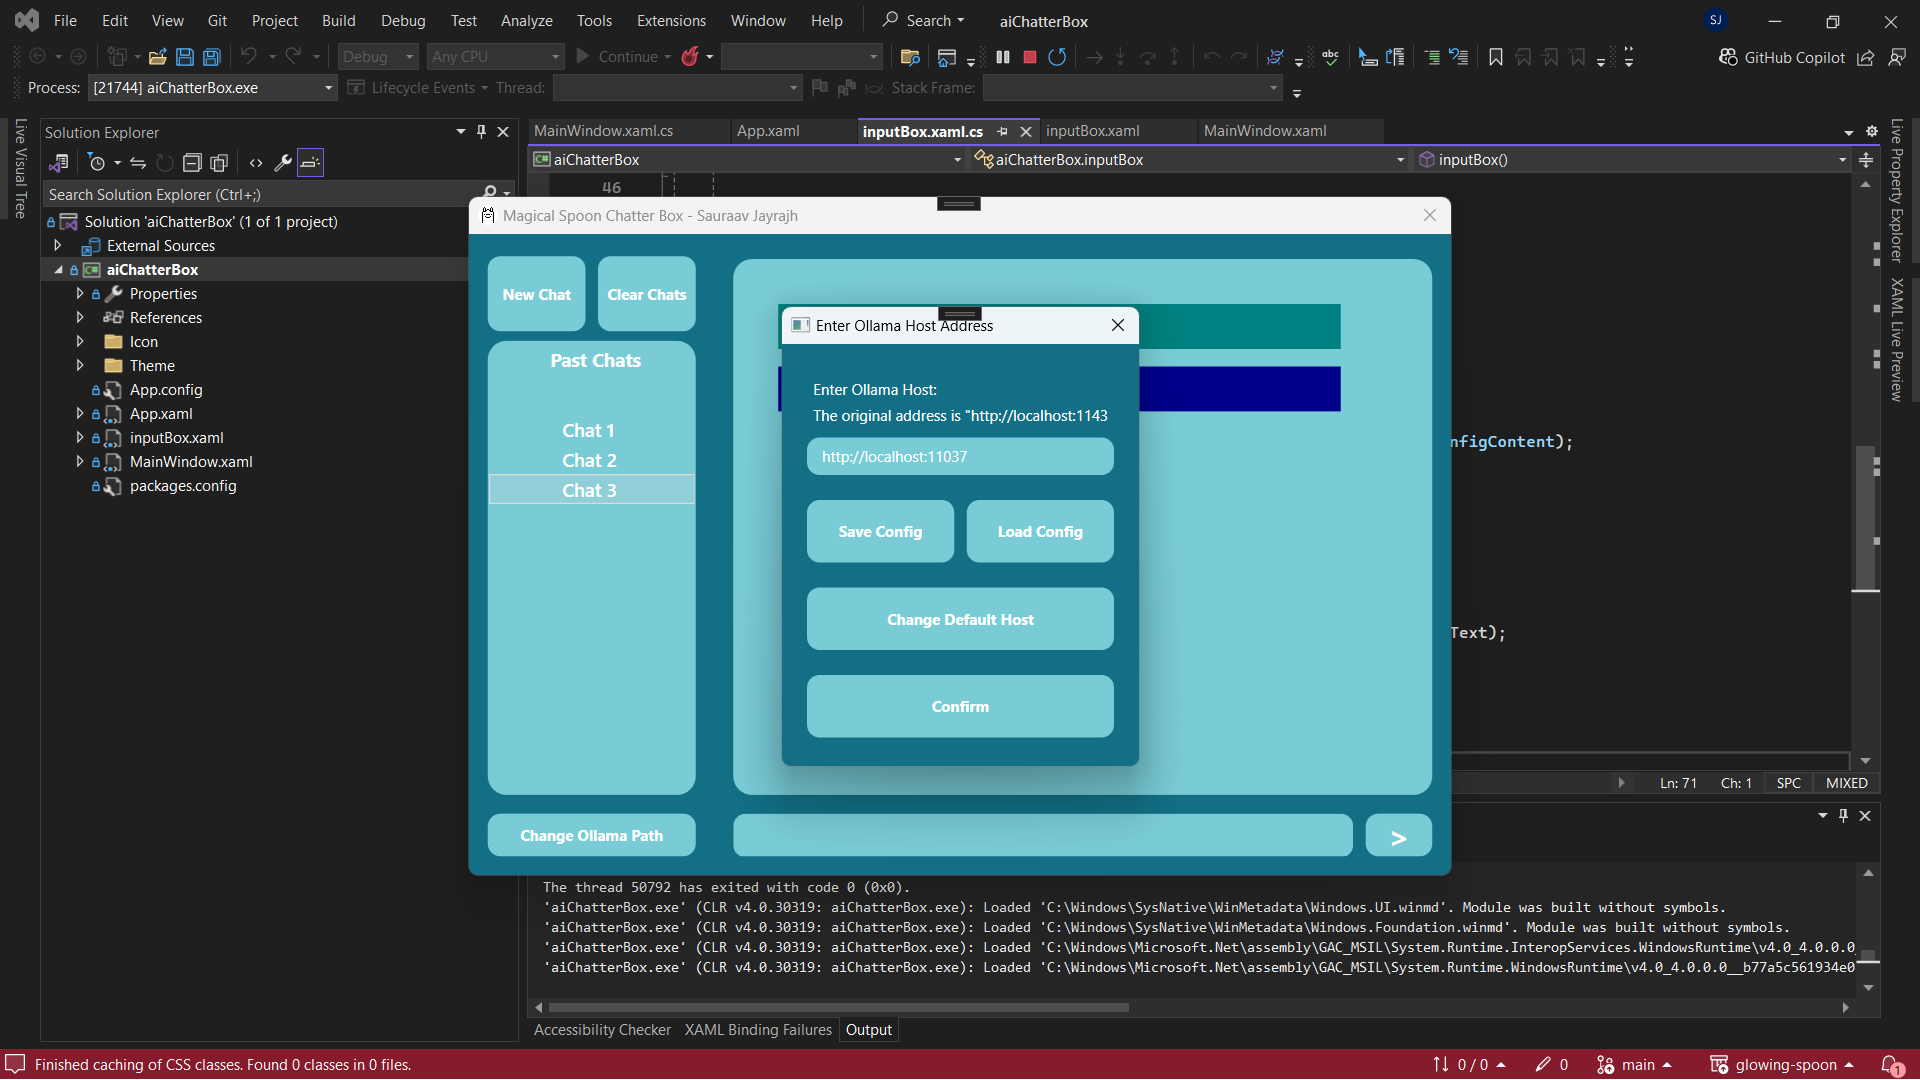 File Edit View Git Project Build Debug Test Analyze Tools Extensions Window Help Search aiChatterBox SJ
Debug Any CPU Continue GitHub Copilot
Process: [21744] aiChatterBox.exe Lifecycle Events Thread: Stack Frame:
Live Visual Tree
Solution Explorer
Search Solution Explorer (Ctrl+;)
Solution 'aiChatterBox' (1 of 1 project)
External Sources
aiChatterBox
Properties
References
Icon
Theme
App.config
App.xaml
inputBox.xaml
MainWindow.xaml
packages.config
MainWindow.xaml.cs App.xaml inputBox.xaml.cs inputBox.xaml MainWindow.xaml
aiChatterBox aiChatterBox.inputBox inputBox()
46
nfigContent);
Text);
Magical Spoon Chatter Box - Sauraav Jayrajh
New Chat
Clear Chats
Past Chats
Chat 1
Chat 2
Chat 3
Change Ollama Path
>
Enter Ollama Host Address
Enter Ollama Host:
The original address is "http://localhost:1143
http://localhost:11037
Save Config
Load Config
Change Default Host
Confirm
Ln: 71 Ch: 1 SPC MIXED
The thread 50792 has exited with code 0 (0x0).
'aiChatterBox.exe' (CLR v4.0.30319: aiChatterBox.exe): Loaded 'C:\Windows\SysNative\WinMetadata\Windows.UI.winmd'. Module was built without symbols.
'aiChatterBox.exe' (CLR v4.0.30319: aiChatterBox.exe): Loaded 'C:\Windows\SysNative\WinMetadata\Windows.Foundation.winmd'. Module was built without symbols.
'aiChatterBox.exe' (CLR v4.0.30319: aiChatterBox.exe): Loaded 'C:\Windows\Microsoft.Net\assembly\GAC_MSIL\System.Runtime.InteropServices.WindowsRuntime\v4.0_4.0.0.0_
'aiChatterBox.exe' (CLR v4.0.30319: aiChatterBox.exe): Loaded 'C:\Windows\Microsoft.Net\assembly\GAC_MSIL\System.Runtime.WindowsRuntime\v4.0_4.0.0.0__b77a5c561934e0
Accessibility Checker XAML Binding Failures Output
Live Property Explorer
XAML Live Preview
Finished caching of CSS classes. Found 0 classes in 0 files. 0 / 0 0 main glowing-spoon 1